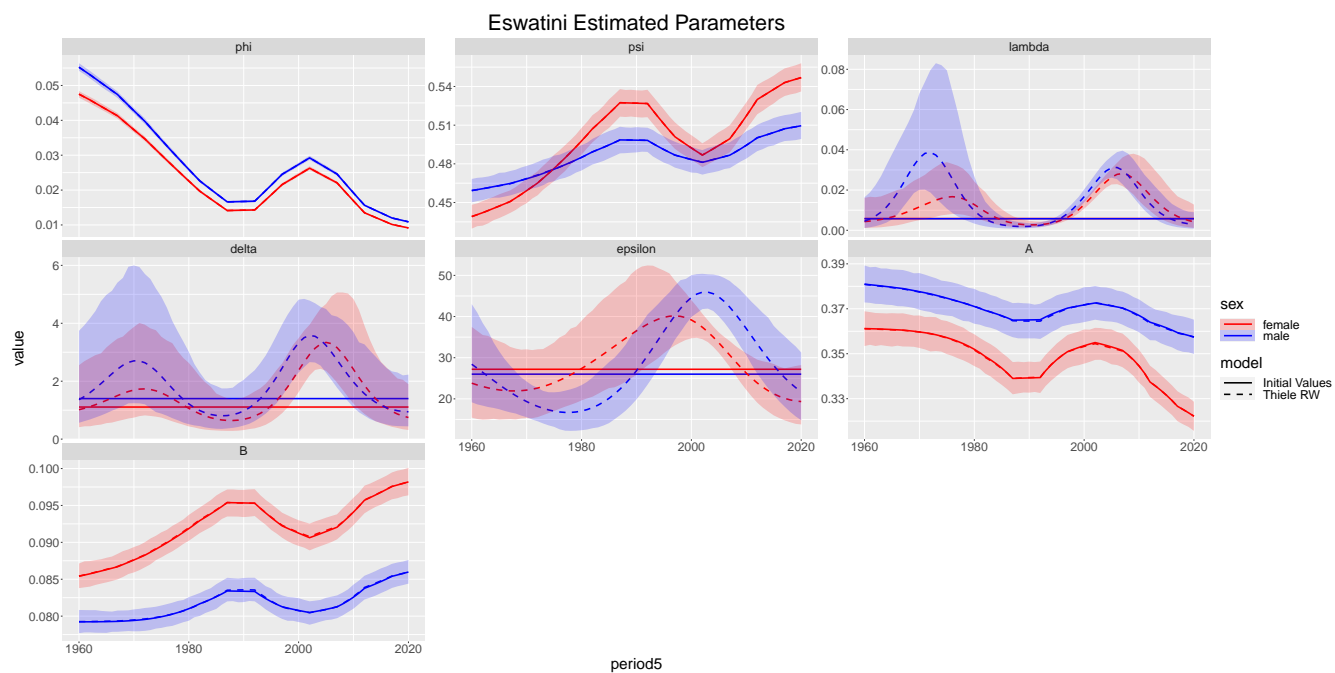 Eswatini Estimated Parameters
phi
psi
lambda
0.05
0.04
0.03
0.02
0.01
0.54
0.51
0.48
0.45
0.08
0.06
0.04
0.02
0.00
delta
epsilon
A
6
4
2
0
50
40
30
20
0.39
0.37
0.35
0.33
1960 1980 2000 2020
1960 1980 2000 2020
B
0.100
0.095
0.090
0.085
0.080
1960 1980 2000 2020
value
period5
sex
female
male
model
Initial Values
Thiele RW